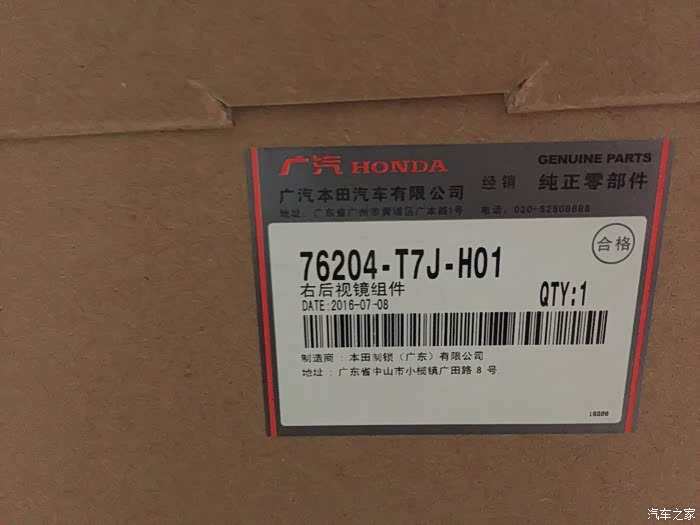 广汽 HONDA
GENUINE PARTS
广汽本田汽车有限公司 经销 纯正零部件
地址：广东省广州市黄埔区广本路1号 电话：020-82508888
合格
76204-T7J-H01
右后视镜组件
QTY:1
DATE:2016-07-08
制造商：本田制锁（广东）有限公司
地址：广东省中山市小榄镇广田路8号
汽车之家